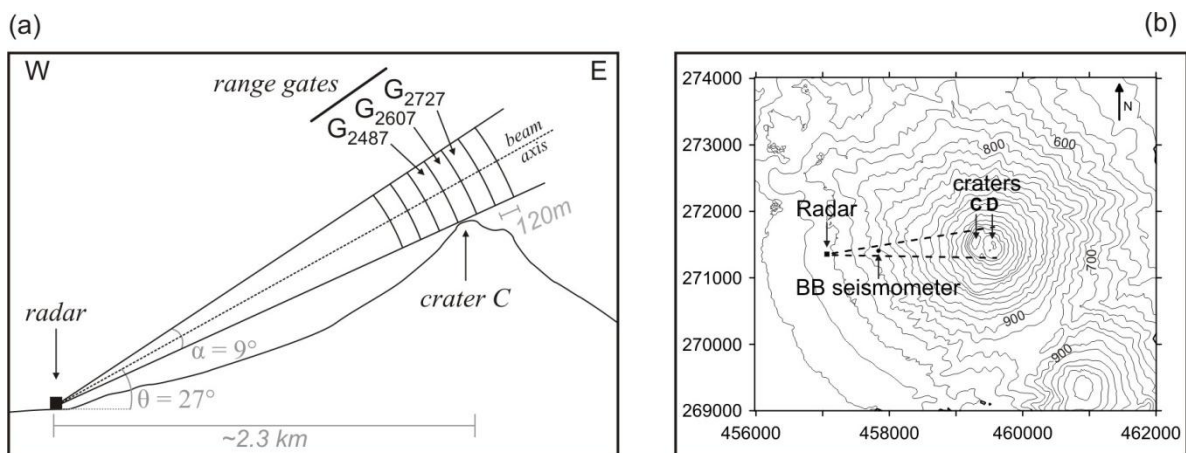 (a)
W
E
range gates
G2727
G2607
G2487
beam
axis
120m
radar
crater C
α = 9°
θ = 27°
~2.3 km
(b)
274000
273000
272000
271000
270000
269000
456000
458000
460000
462000
N
600
800
craters
C D
Radar
BB seismometer
700
900
900